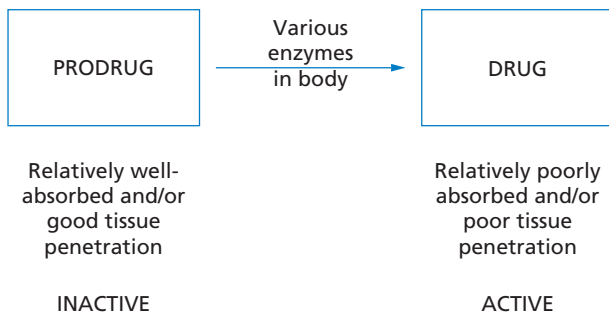 PRODRUG
Various
enzymes
in body
DRUG
Relatively well-
absorbed and/or
good tissue
penetration
INACTIVE
Relatively poorly
absorbed and/or
poor tissue
penetration
ACTIVE